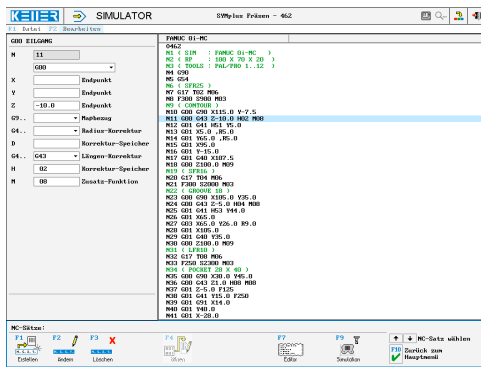 KELLER SIMULATOR SYMplus Fräsen - 462
F1 Datei F2 Bearbeiten
G00 EILGANG
N 11
G00
X Endpunkt
Y Endpunkt
Z -10.0 Endpunkt
G9.. Maßbezug
G4.. Radius-Korrektur
D Korrektur-Speicher
G4.. G43 Längen-Korrektur
H 02 Korrektur-Speicher
M 08 Zusatz-Funktion
FANUC 0i-MC
O462
N1 ( SIM : FANUC 0i-MC )
N2 ( RP : 100 X 70 X 20 )
N3 ( TOOLS : PAL/PRO 1..12 )
N4 G90
N5 G54
N6 ( SFR25 )
N7 G17 T02 M06
N8 F300 S900 M03
N9 ( CONTOUR )
N10 G00 G90 X115.0 Y-7.5
N11 G00 G43 Z-10.0 H02 M08
N12 G01 G41 H51 Y5.0
N13 G01 X5.0 ,R5.0
N14 G01 Y65.0 ,R5.0
N15 G01 X95.0
N16 G01 Y-15.0
N17 G01 G40 X107.5
N18 G00 Z100.0 M09
N19 ( SFR16 )
N20 G17 T04 M06
N21 F300 S2000 M03
N22 ( GROOVE 18 )
N23 G00 G90 X105.0 Y35.0
N24 G00 G43 Z-5.0 H04 M08
N25 G01 G41 H53 Y44.0
N26 G01 X65.0
N27 G03 X65.0 Y26.0 R9.0
N28 G01 X105.0
N29 G01 G40 Y35.0
N30 G00 Z100.0 M09
N31 ( LFR10 )
N32 G17 T08 M06
N33 F250 S2300 M03
N34 ( POCKET 28 X 40 )
N35 G00 G90 X30.0 Y45.0
N36 G00 G43 Z1.0 H08 M08
N37 G01 Z-5.0 F125
N38 G01 G41 Y15.0 F250
N39 G01 G91 X14.0
N40 G01 Y40.0
N41 G01 X-28.0
NC-Sätze:
F1 F2 F3 X F4 F7 F9 NC-Satz wählen
F10 Zurück zum Hauptmenü
Erstellen Ändern Löschen Editor Simulation